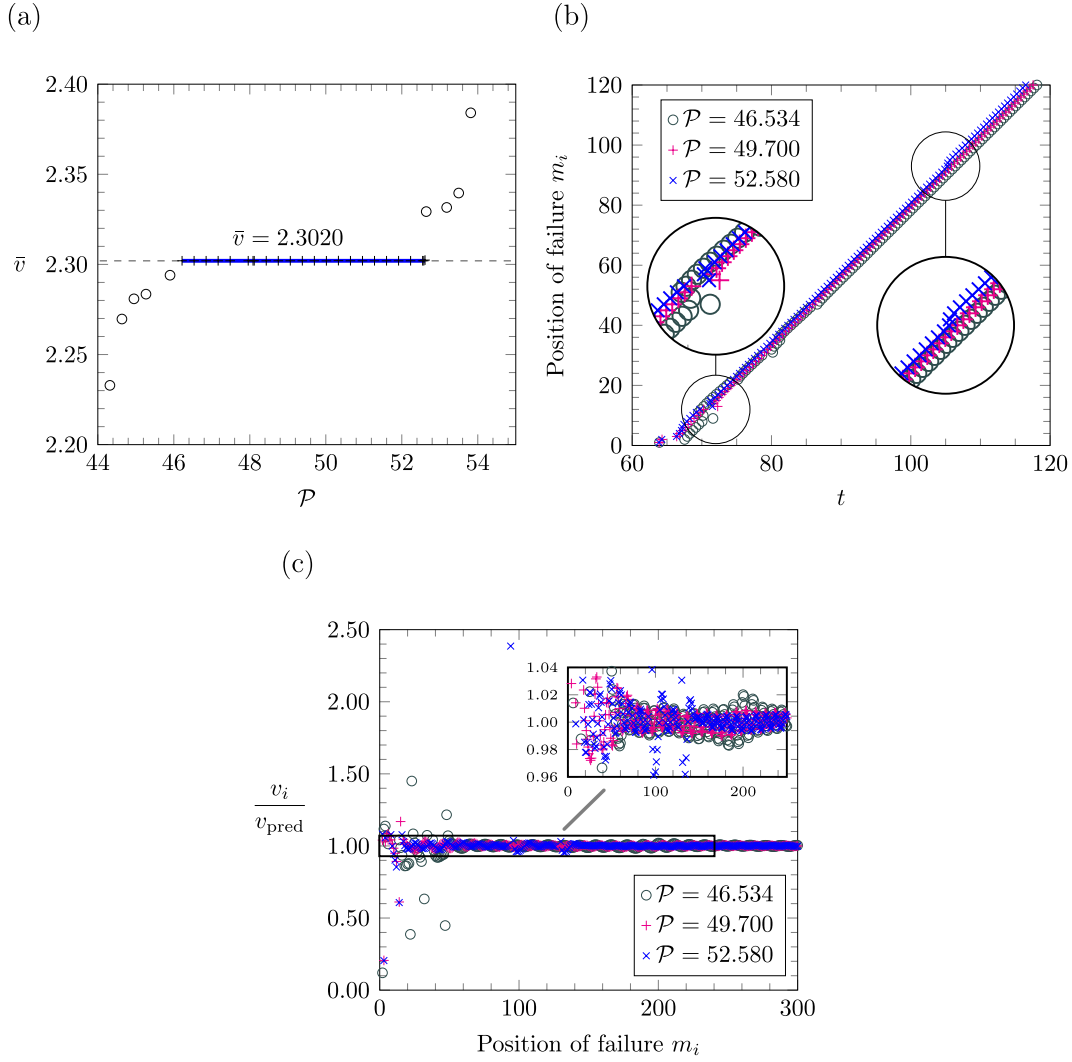 (a)
2.40
2.35
2.30
2.25
2.20
v̄
v̄ = 2.3020
44 46 48 50 52 54
𝒫
(b)
120
100
80
60
40
20
0
Position of failure mᵢ
𝒫 = 46.534
𝒫 = 49.700
𝒫 = 52.580
60 80 100 120
t
(c)
2.50
2.00
1.50
1.00
0.50
0.00
vᵢ
v_pred
1.04
1.02
1.00
0.98
0.96
0 100 200
𝒫 = 46.534
𝒫 = 49.700
𝒫 = 52.580
0 100 200 300
Position of failure mᵢ